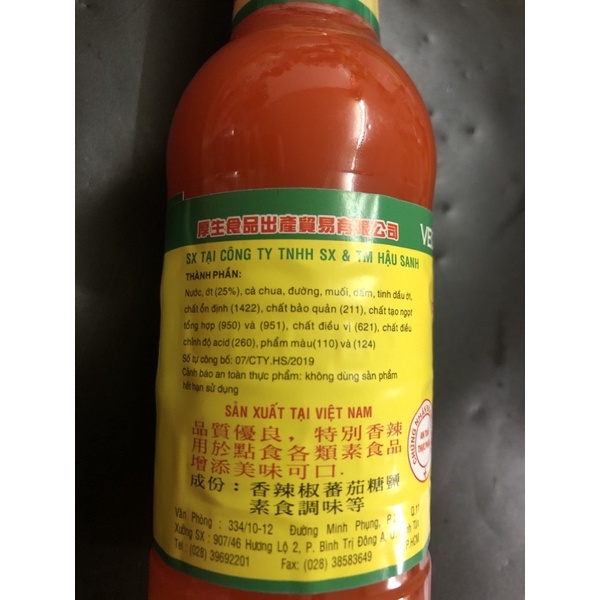 厚生食品出產貿易有限公司
VE
SX TẠI CÔNG TY TNHH SX & TM HẬU SANH
THÀNH PHẦN:
Nước, ớt (25%), cà chua, đường, muối, dấm, tinh dầu ớt,
chất ổn định (1422), chất bảo quản (211), chất tạo ngọt
tổng hợp (950) và (951), chất điều vị (621), chất điều
chỉnh độ acid (260), phẩm màu(110) và (124)
Số tự công bố: 07/CTY.HS/2019
Cảnh báo an toàn thực phẩm: không dùng sản phẩm
hết hạn sử dụng
SẢN XUẤT TẠI VIỆT NAM
CHỨNG NHẬN
品質優良，特別香辣
用於點食各類素食品
增添美味可口.
成份：香辣椒蕃茄糖鹽
素食調味等
Văn Phòng : 334/10-12 Đường Minh Phụng, P.
Xưởng SX : 907/46 Hương Lộ 2, P. Bình Trị Đông A,
TP.HCM
Tel : (028) 39692201 Fax: (028) 38583649